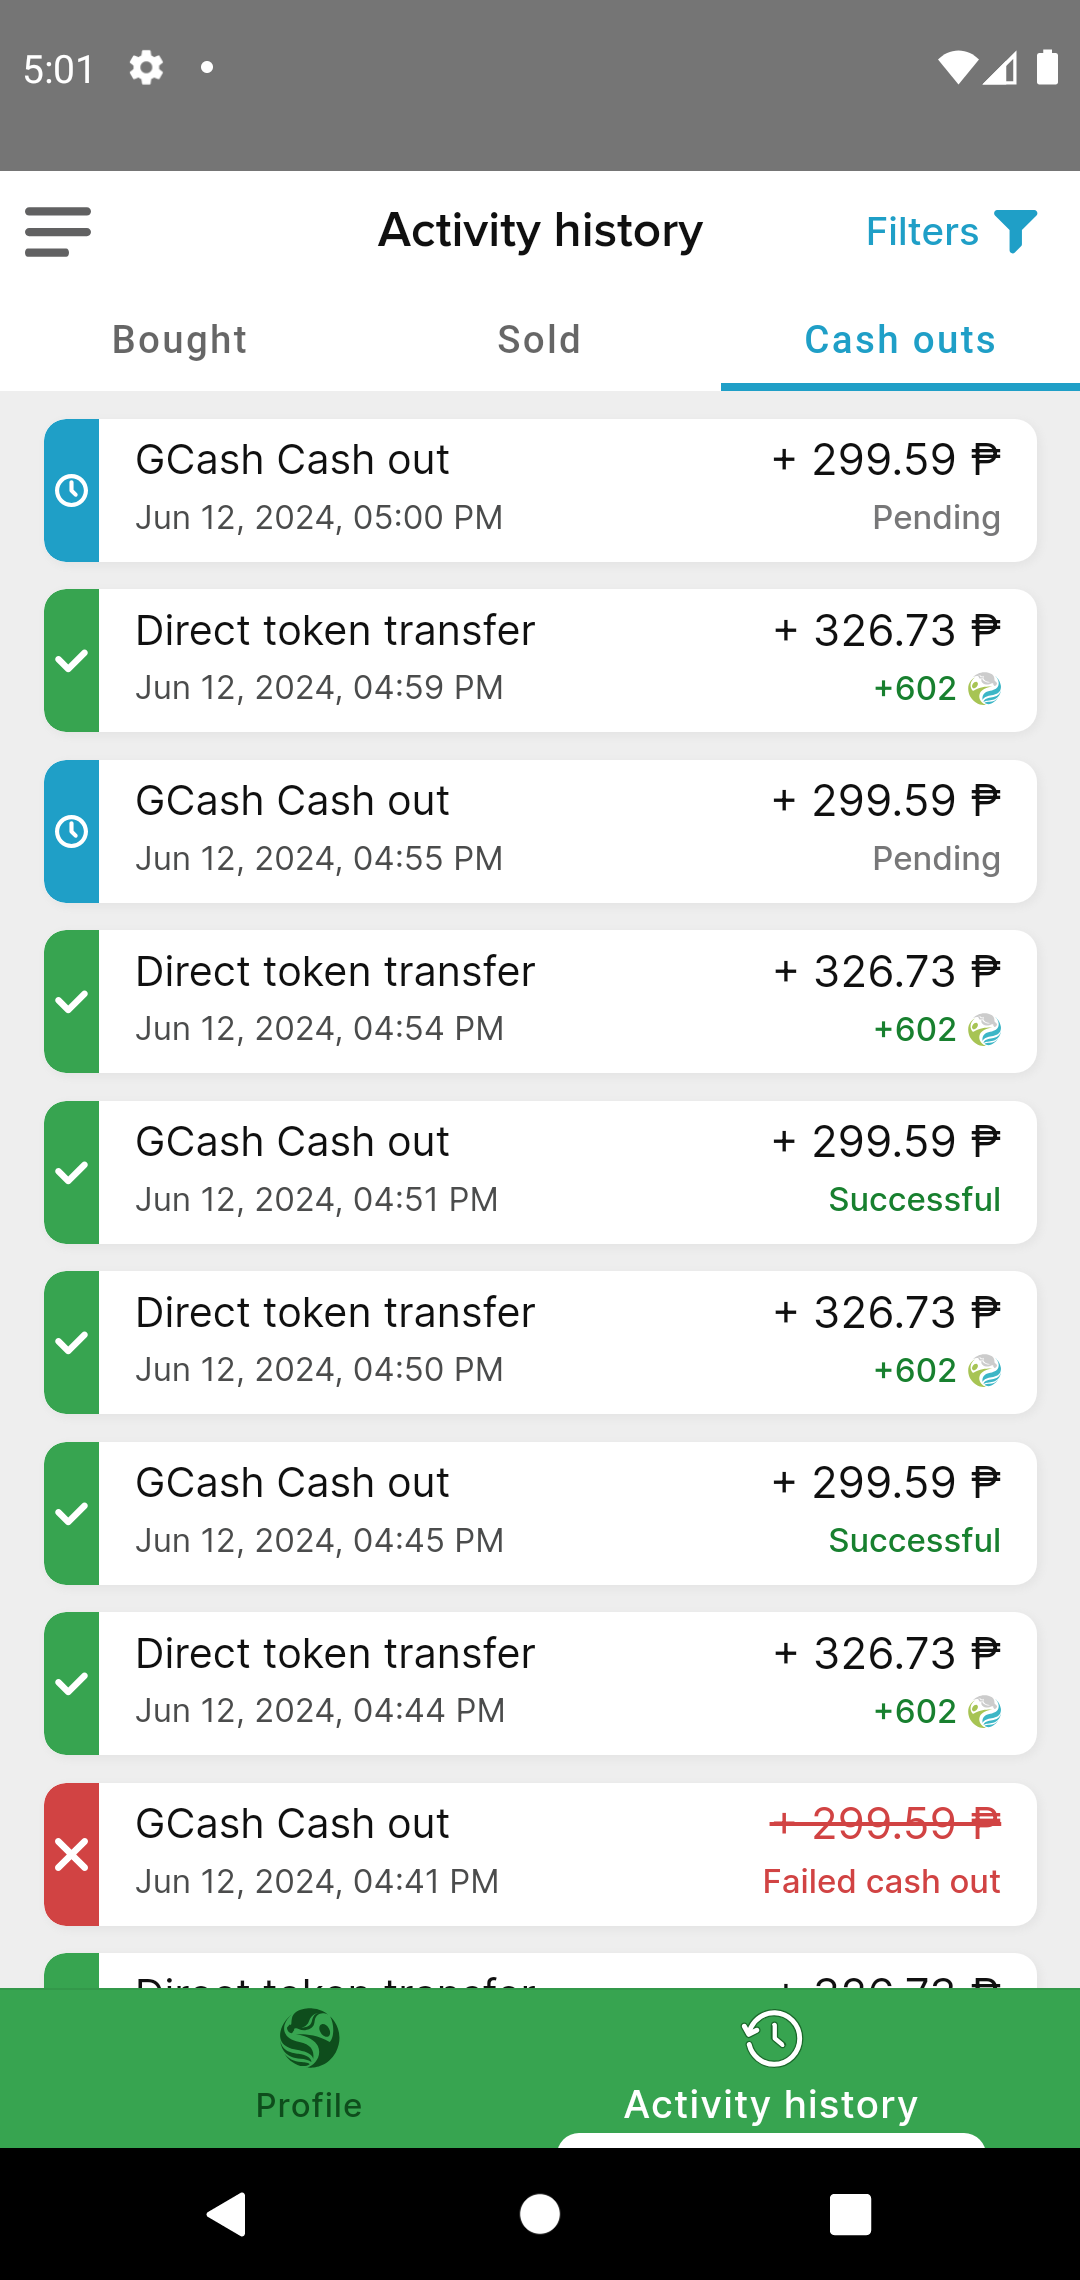 5:01
Activity history
Filters
Bought
Sold
Cash outs
GCash Cash out
+ 299.59 ₱
Jun 12, 2024, 05:00 PM
Pending
Direct token transfer
+ 326.73 ₱
Jun 12, 2024, 04:59 PM
+602
GCash Cash out
+ 299.59 ₱
Jun 12, 2024, 04:55 PM
Pending
Direct token transfer
+ 326.73 ₱
Jun 12, 2024, 04:54 PM
+602
GCash Cash out
+ 299.59 ₱
Jun 12, 2024, 04:51 PM
Successful
Direct token transfer
+ 326.73 ₱
Jun 12, 2024, 04:50 PM
+602
GCash Cash out
+ 299.59 ₱
Jun 12, 2024, 04:45 PM
Successful
Direct token transfer
+ 326.73 ₱
Jun 12, 2024, 04:44 PM
+602
GCash Cash out
+ 299.59 ₱
Jun 12, 2024, 04:41 PM
Failed cash out
Direct token transfer
Profile
Activity history